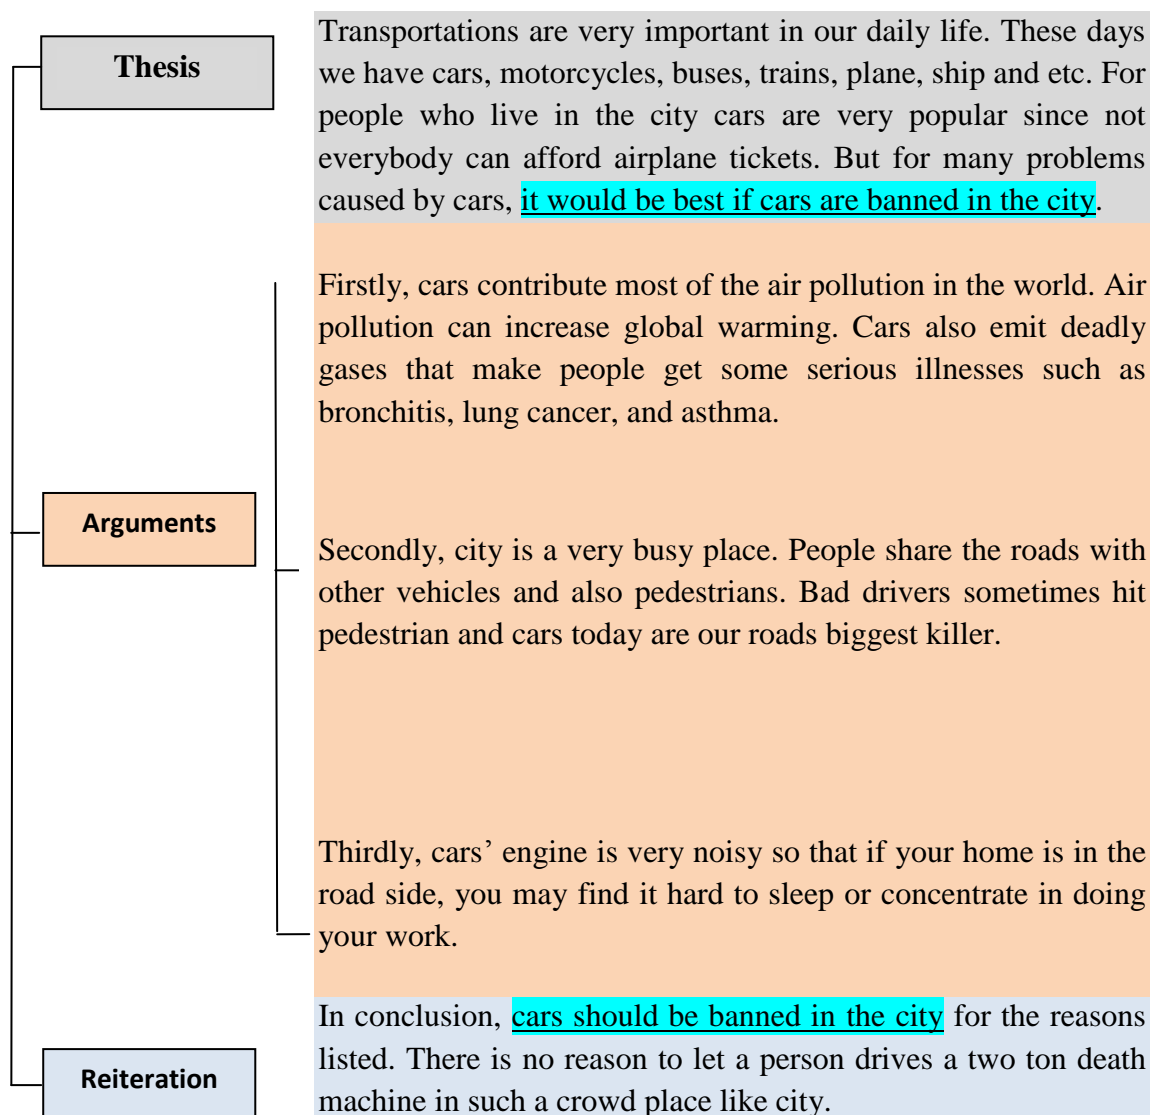 Thesis
Transportations are very important in our daily life. These days
we have cars, motorcycles, buses, trains, plane, ship and etc. For
people who live in the city cars are very popular since not
everybody can afford airplane tickets. But for many problems
caused by cars, it would be best if cars are banned in the city.
Arguments
Firstly, cars contribute most of the air pollution in the world. Air
pollution can increase global warming. Cars also emit deadly
gases that make people get some serious illnesses such as
bronchitis, lung cancer, and asthma.
Secondly, city is a very busy place. People share the roads with
other vehicles and also pedestrians. Bad drivers sometimes hit
pedestrian and cars today are our roads biggest killer.
Thirdly, cars’ engine is very noisy so that if your home is in the
road side, you may find it hard to sleep or concentrate in doing
your work.
Reiteration
In conclusion, cars should be banned in the city for the reasons
listed. There is no reason to let a person drives a two ton death
machine in such a crowd place like city.